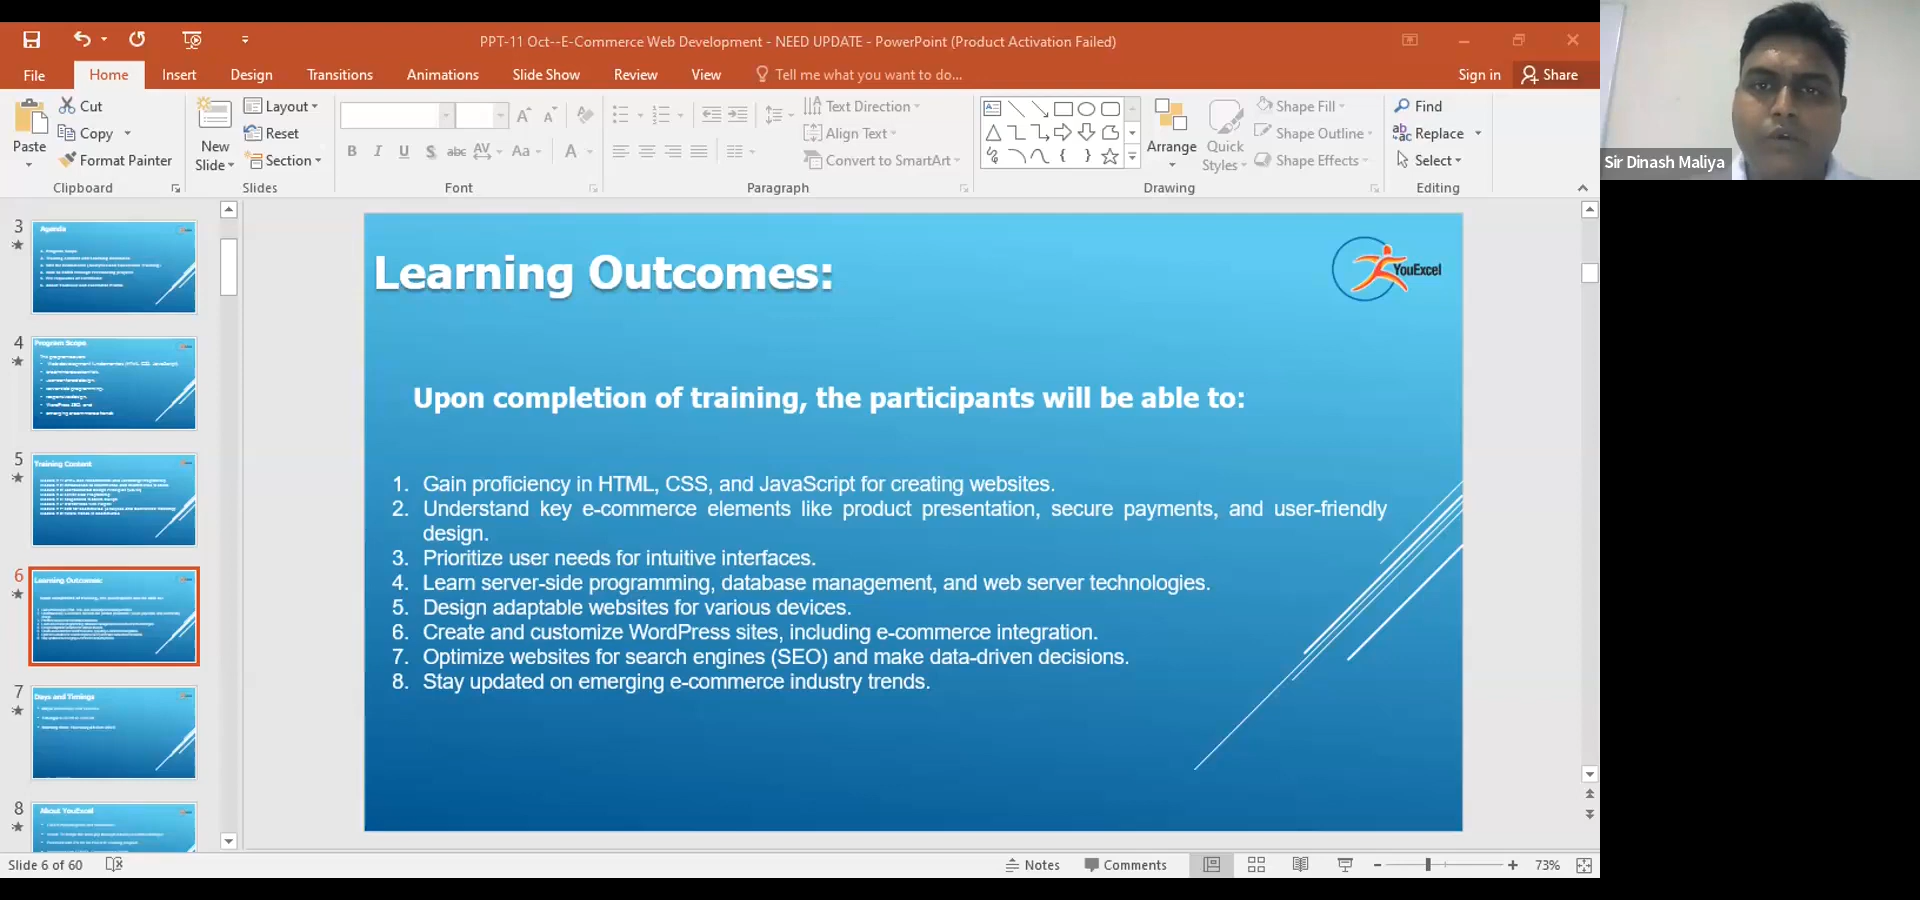 PPT-11 Oct--E-Commerce Web Development - NEED UPDATE - PowerPoint (Product Activation Failed)
File Home Insert Design Transitions Animations Slide Show Review View Tell me what you want to do... Sign in Share
Paste
Cut
Copy
Format Painter
Clipboard
New Slide
Layout
Reset
Section
Slides
B I U S abc AV Aa A
Font
Text Direction
Align Text
Convert to SmartArt
Paragraph
Arrange
Quick Styles
Shape Fill
Shape Outline
Shape Effects
Drawing
Find
Replace
Select
Editing
Sir Dinash Maliya
3
Agenda
4
Program Scope
5
Training Content
6
Learning Outcomes:
7
Days and Timings
8
About YouExcel
Learning Outcomes:
YouExcel
Upon completion of training, the participants will be able to:
1. Gain proficiency in HTML, CSS, and JavaScript for creating websites.
2. Understand key e-commerce elements like product presentation, secure payments, and user-friendly
design.
3. Prioritize user needs for intuitive interfaces.
4. Learn server-side programming, database management, and web server technologies.
5. Design adaptable websites for various devices.
6. Create and customize WordPress sites, including e-commerce integration.
7. Optimize websites for search engines (SEO) and make data-driven decisions.
8. Stay updated on emerging e-commerce industry trends.
Slide 6 of 60 Notes Comments 73%